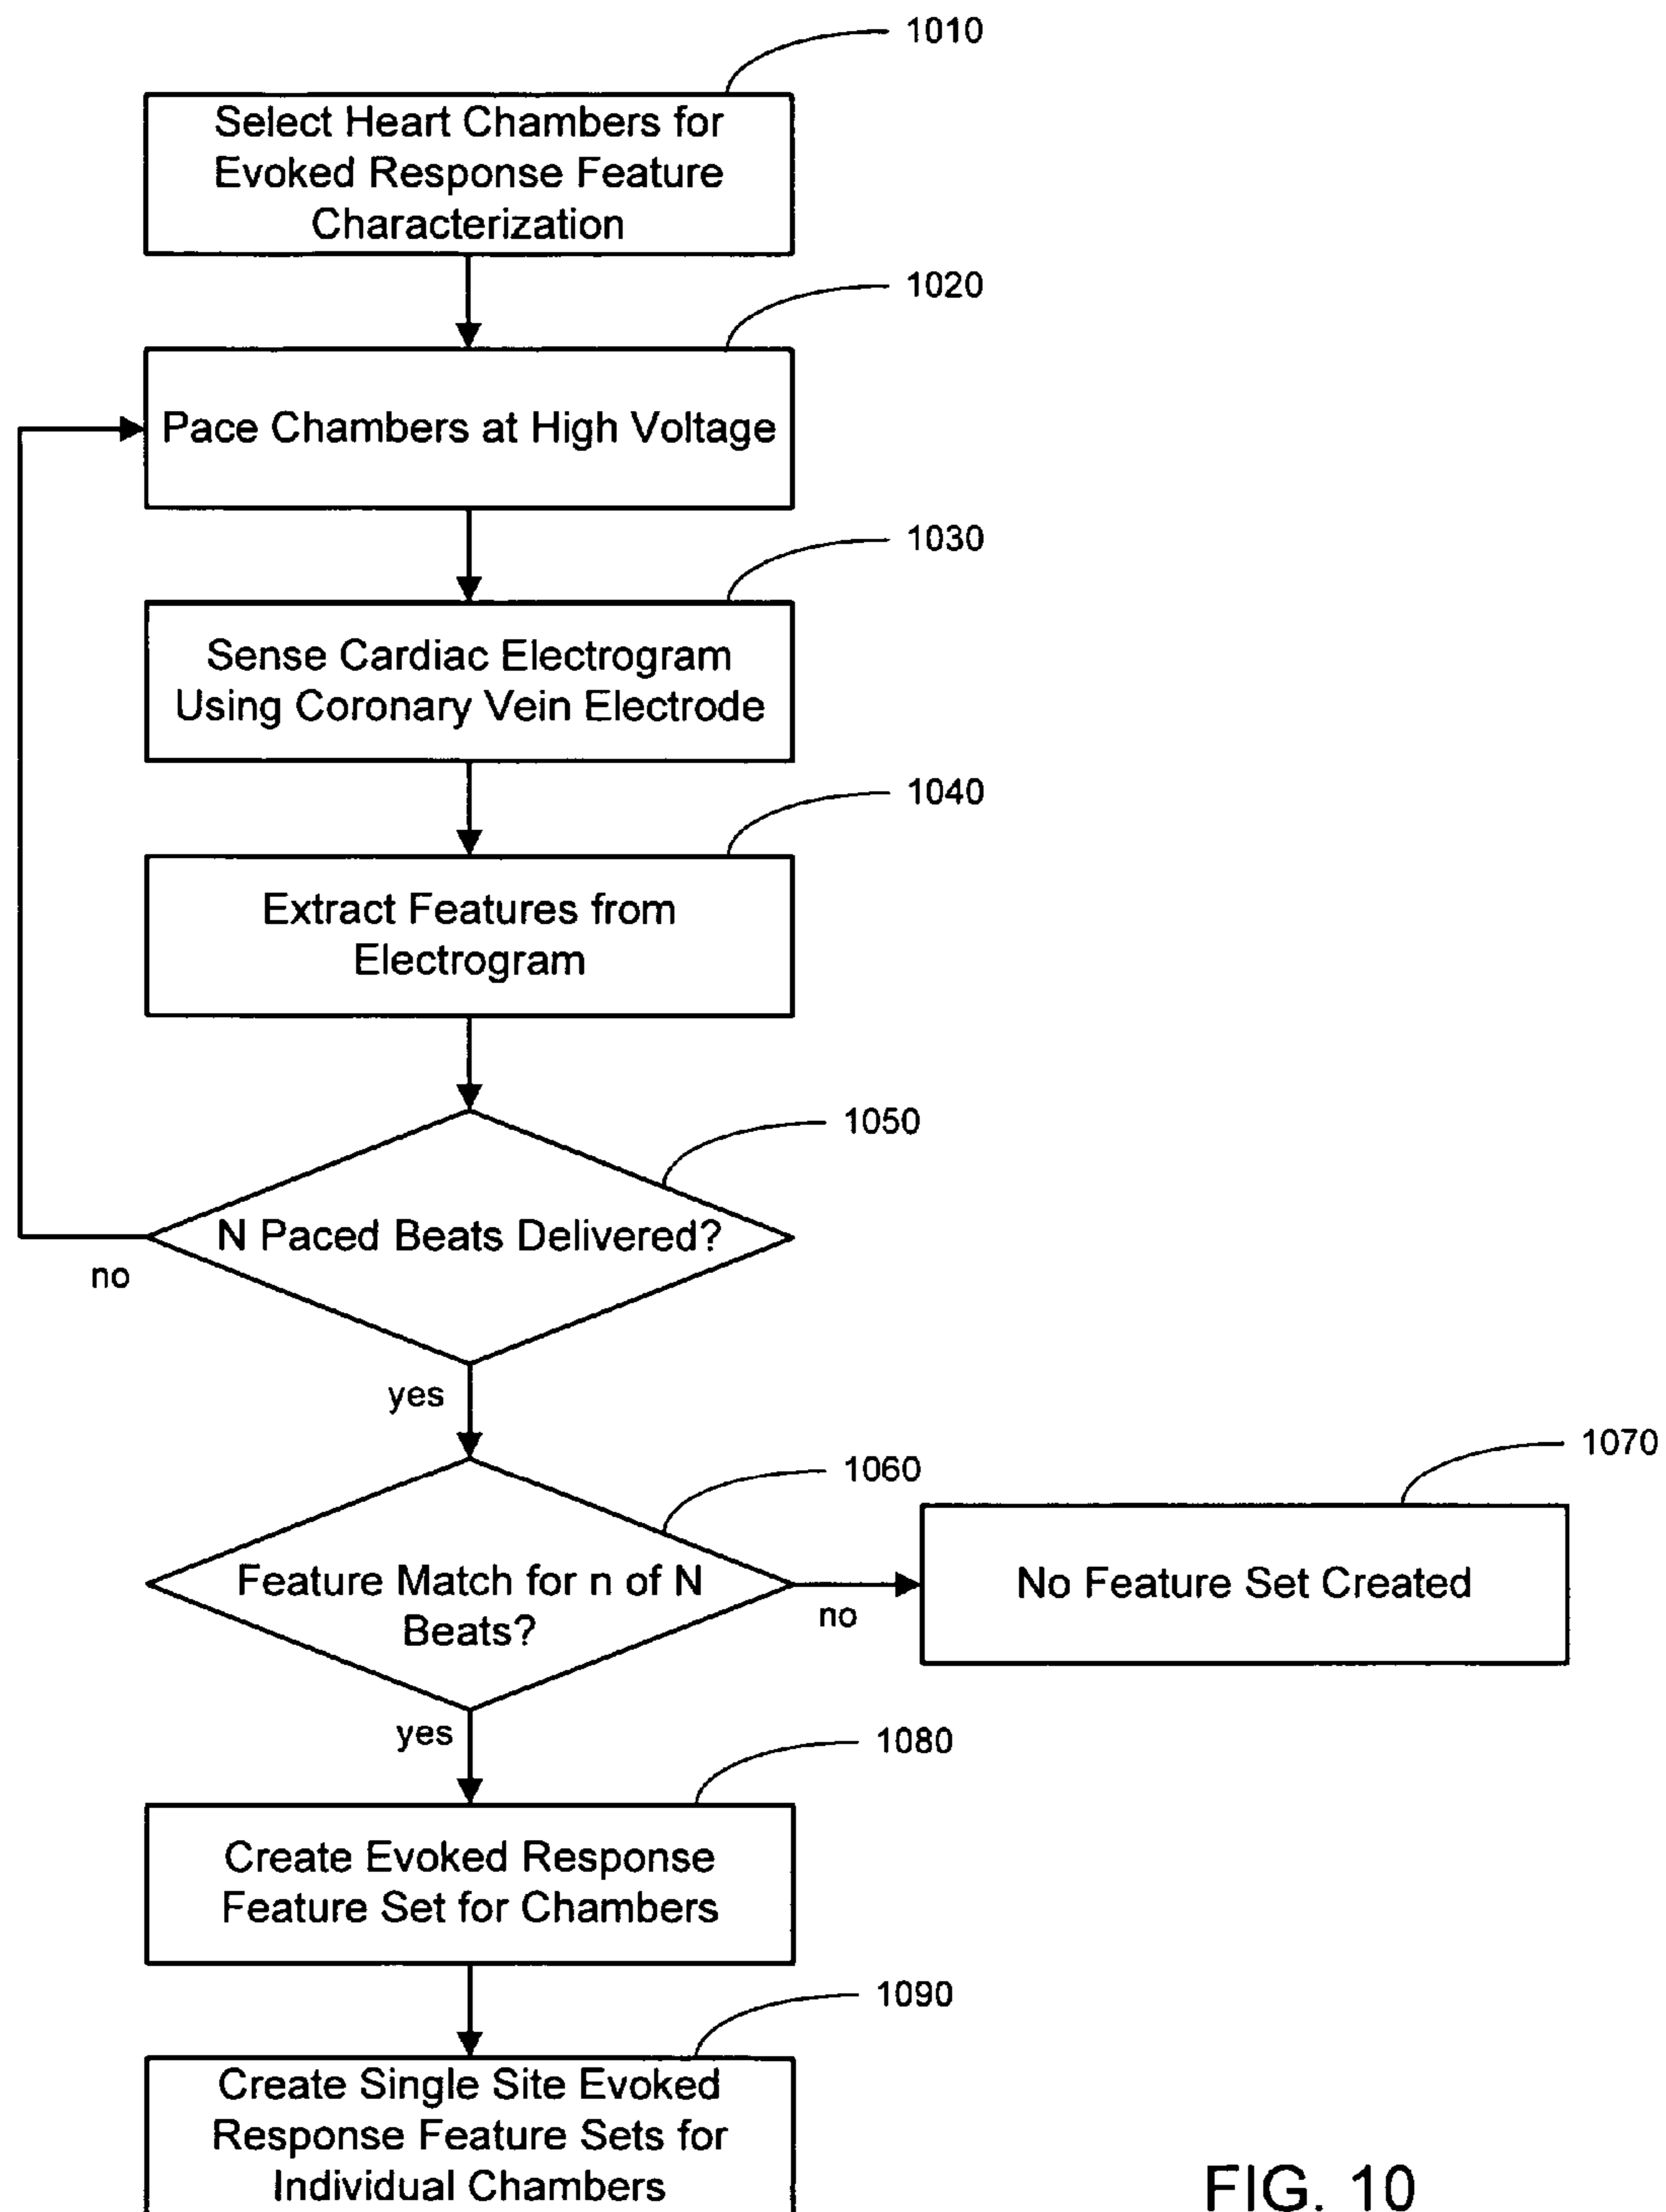 1010
Select Heart Chambers for
Evoked Response Feature
Characterization
1020
Pace Chambers at High Voltage
1030
Sense Cardiac Electrogram
Using Coronary Vein Electrode
1040
Extract Features from
Electrogram
1050
N Paced Beats Delivered?
no
yes
1060
Feature Match for n of N
Beats?
no
1070
No Feature Set Created
yes
1080
Create Evoked Response
Feature Set for Chambers
1090
Create Single Site Evoked
Response Feature Sets for
Individual Chambers
FIG. 10